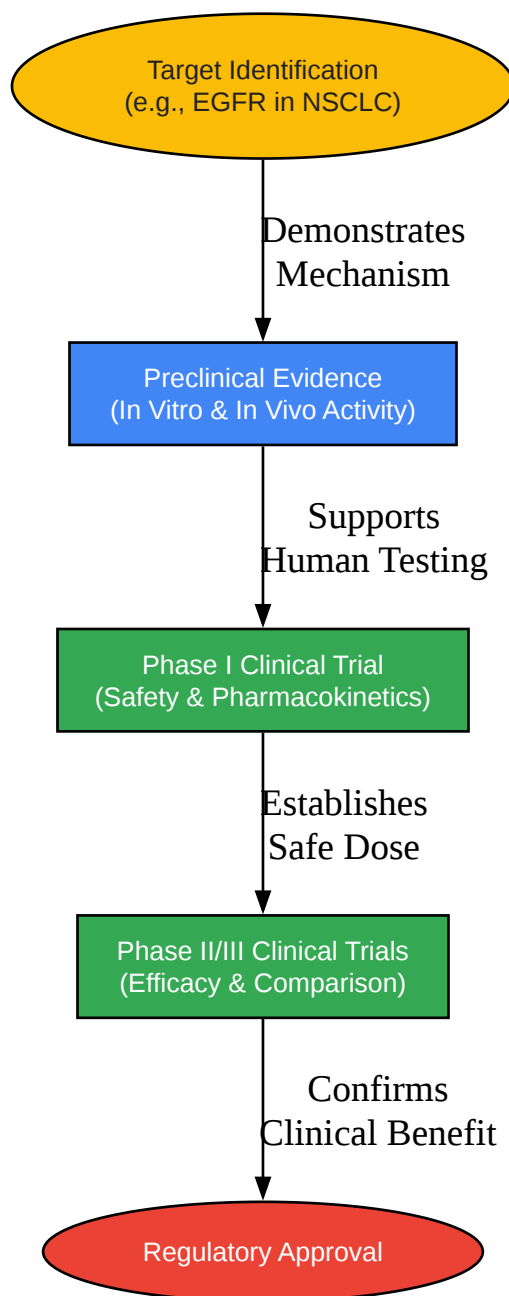 Target Identification
(e.g., EGFR in NSCLC)
Demonstrates
Mechanism
Preclinical Evidence
(In Vitro & In Vivo Activity)
Supports
Human Testing
Phase I Clinical Trial
(Safety & Pharmacokinetics)
Establishes
Safe Dose
Phase II/III Clinical Trials
(Efficacy & Comparison)
Confirms
Clinical Benefit
Regulatory Approval